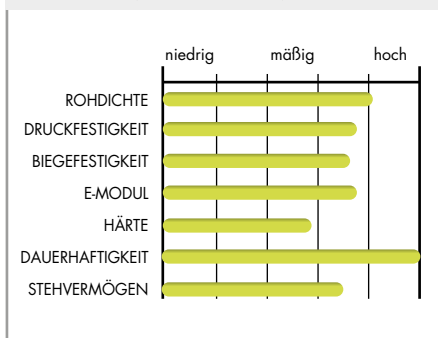 niedrig mäßig hoch
ROHDICHTE
DRUCKFESTIGKEIT
BIEGEFESTIGKEIT
E-MODUL
HÄRTE
DAUERHAFTIGKEIT
STEHVERMÖGEN